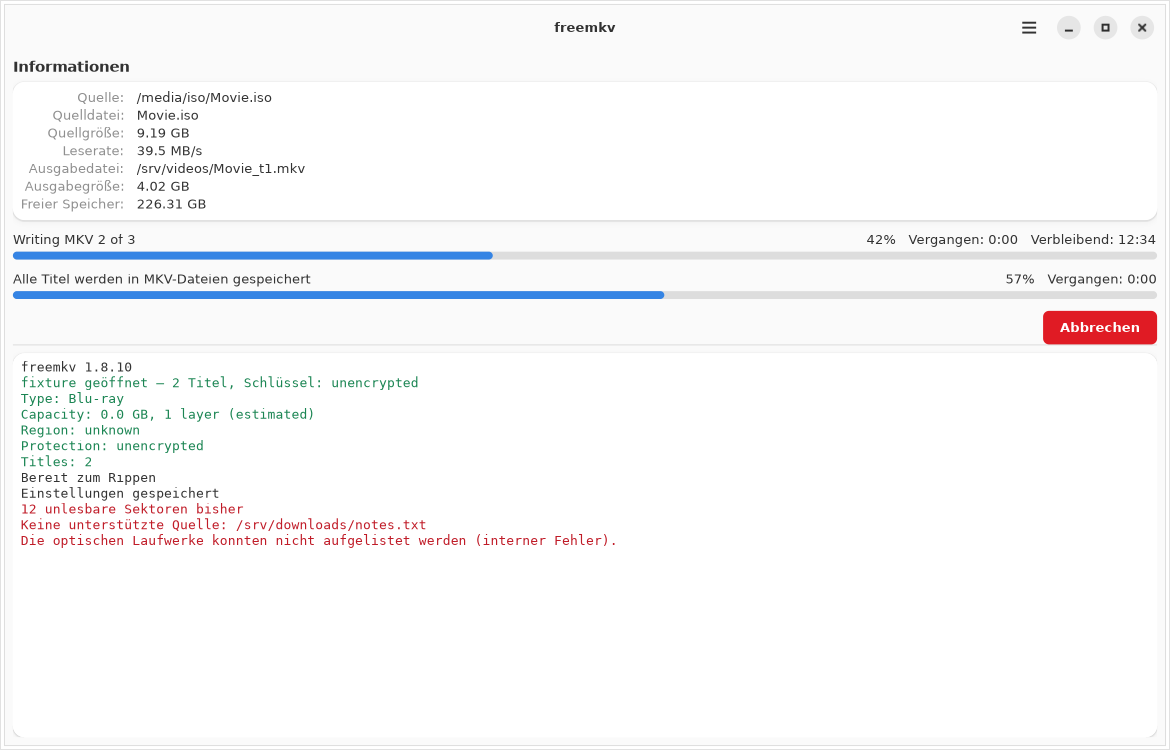 freemkv
Informationen
Quelle: /media/iso/Movie.iso
Quelldatei: Movie.iso
Quellgröße: 9.19 GB
Leserate: 39.5 MB/s
Ausgabedatei: /srv/videos/Movie_t1.mkv
Ausgabegröße: 4.02 GB
Freier Speicher: 226.31 GB
Writing MKV 2 of 3 42% Vergangen: 0:00 Verbleibend: 12:34
Alle Titel werden in MKV-Dateien gespeichert 57% Vergangen: 0:00
Abbrechen
freemkv 1.8.10
fixture geöffnet — 2 Titel, Schlüssel: unencrypted
Type: Blu-ray
Capacity: 0.0 GB, 1 layer (estimated)
Region: unknown
Protection: unencrypted
Titles: 2
Bereit zum Rippen
Einstellungen gespeichert
12 unlesbare Sektoren bisher
Keine unterstützte Quelle: /srv/downloads/notes.txt
Die optischen Laufwerke konnten nicht aufgelistet werden (interner Fehler).